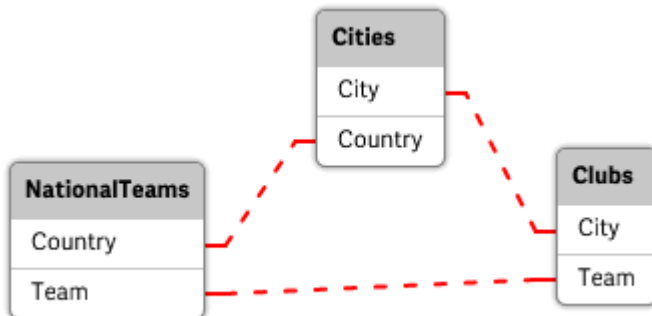 Cities
City
Country
NationalTeams
Country
Team
Clubs
City
Team